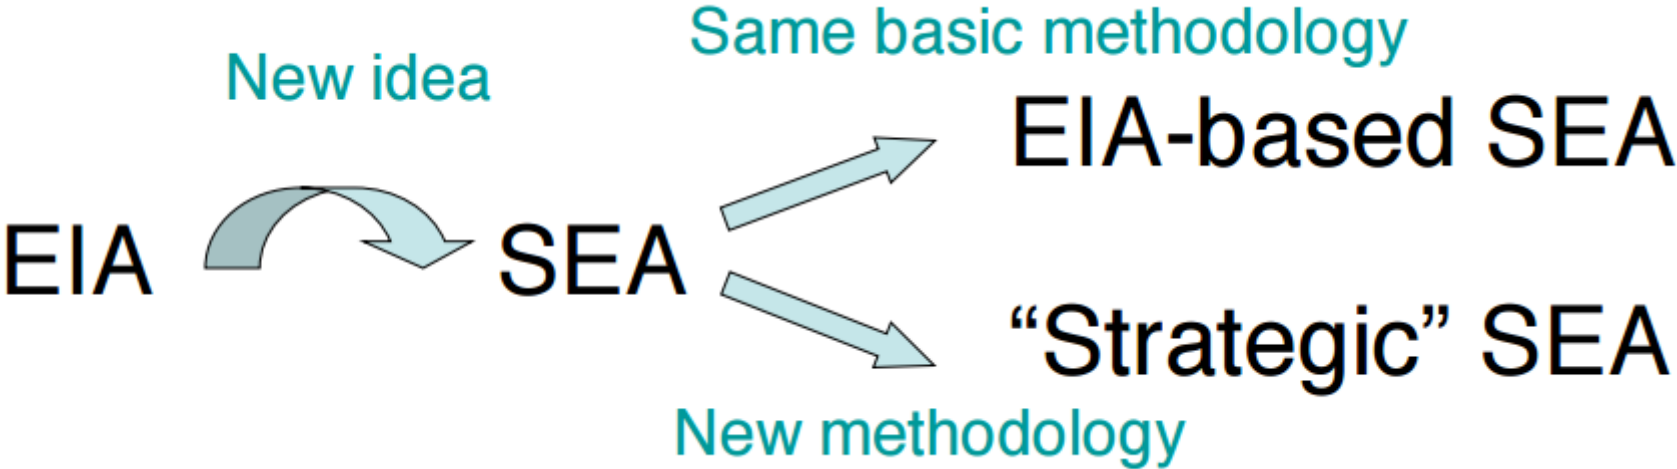 New idea
Same basic methodology
EIA-based SEA
EIA
SEA
“Strategic” SEA
New methodology